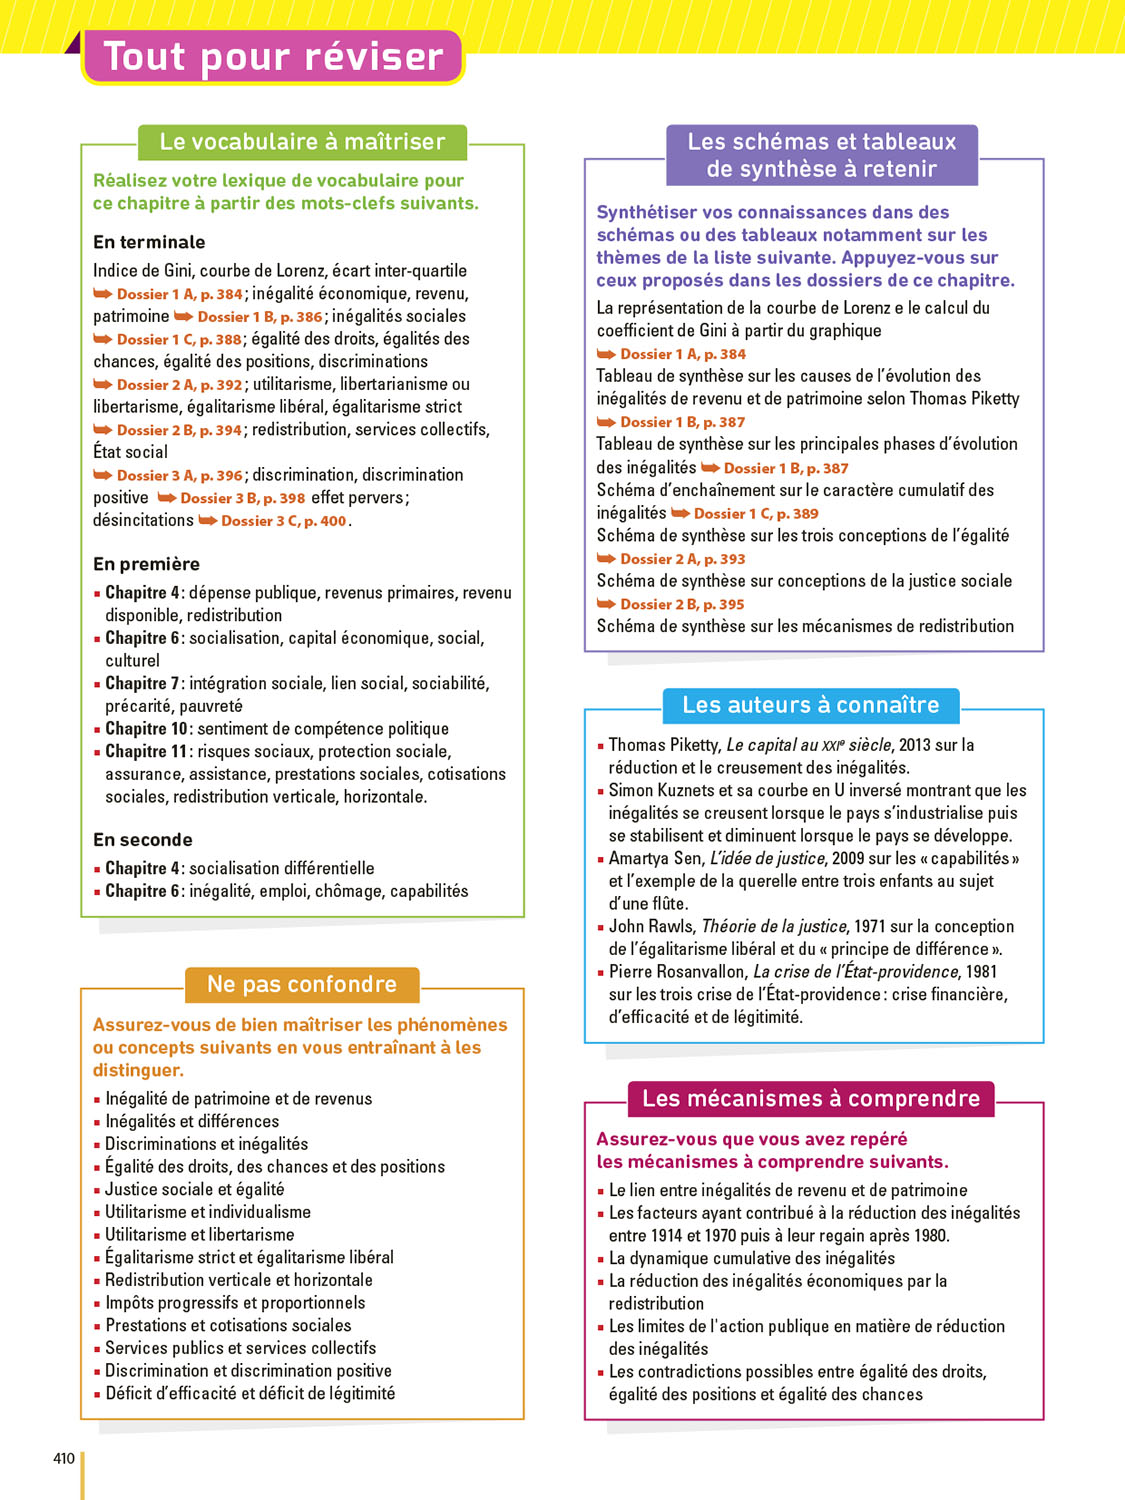 Tout pour réviser
Le vocabulaire à maîtriser
Réalisez votre lexique de vocabulaire pour
ce chapitre à partir des mots-clefs suivants.
En terminale
Indice de Gini, courbe de Lorenz, écart inter-quartile
➥ Dossier 1 A, p. 384 ; inégalité économique, revenu,
patrimoine ➥ Dossier 1 B, p. 386 ; inégalités sociales
➥ Dossier 1 C, p. 388 ; égalité des droits, égalités des
chances, égalité des positions, discriminations
➥ Dossier 2 A, p. 392 ; utilitarisme, libertarianisme ou
libertarisme, égalitarisme libéral, égalitarisme strict
➥ Dossier 2 B, p. 394 ; redistribution, services collectifs,
État social
➥ Dossier 3 A, p. 396 ; discrimination, discrimination
positive ➥ Dossier 3 B, p. 398 effet pervers ;
désincitations ➥ Dossier 3 C, p. 400 .
En première
▪ Chapitre 4 : dépense publique, revenus primaires, revenu
disponible, redistribution
▪ Chapitre 6 : socialisation, capital économique, social,
culturel
▪ Chapitre 7 : intégration sociale, lien social, sociabilité,
précarité, pauvreté
▪ Chapitre 10 : sentiment de compétence politique
▪ Chapitre 11 : risques sociaux, protection sociale,
assurance, assistance, prestations sociales, cotisations
sociales, redistribution verticale, horizontale.
En seconde
▪ Chapitre 4 : socialisation différentielle
▪ Chapitre 6 : inégalité, emploi, chômage, capabilités
Ne pas confondre
Assurez-vous de bien maîtriser les phénomènes
ou concepts suivants en vous entraînant à les
distinguer.
▪ Inégalité de patrimoine et de revenus
▪ Inégalités et différences
▪ Discriminations et inégalités
▪ Égalité des droits, des chances et des positions
▪ Justice sociale et égalité
▪ Utilitarisme et individualisme
▪ Utilitarisme et libertarisme
▪ Égalitarisme strict et égalitarisme libéral
▪ Redistribution verticale et horizontale
▪ Impôts progressifs et proportionnels
▪ Prestations et cotisations sociales
▪ Services publics et services collectifs
▪ Discrimination et discrimination positive
▪ Déficit d'efficacité et déficit de légitimité
Les schémas et tableaux
de synthèse à retenir
Synthétiser vos connaissances dans des
schémas ou des tableaux notamment sur les
thèmes de la liste suivante. Appuyez-vous sur
ceux proposés dans les dossiers de ce chapitre.
La représentation de la courbe de Lorenz e le calcul du
coefficient de Gini à partir du graphique
➥ Dossier 1 A, p. 384
Tableau de synthèse sur les causes de l'évolution des
inégalités de revenu et de patrimoine selon Thomas Piketty
➥ Dossier 1 B, p. 387
Tableau de synthèse sur les principales phases d'évolution
des inégalités ➥ Dossier 1 B, p. 387
Schéma d'enchaînement sur le caractère cumulatif des
inégalités ➥ Dossier 1 C, p. 389
Schéma de synthèse sur les trois conceptions de l'égalité
➥ Dossier 2 A, p. 393
Schéma de synthèse sur conceptions de la justice sociale
➥ Dossier 2 B, p. 395
Schéma de synthèse sur les mécanismes de redistribution
Les auteurs à connaître
▪ Thomas Piketty, Le capital au XXIe siècle, 2013 sur la
réduction et le creusement des inégalités.
▪ Simon Kuznets et sa courbe en U inversé montrant que les
inégalités se creusent lorsque le pays s'industrialise puis
se stabilisent et diminuent lorsque le pays se développe.
▪ Amartya Sen, L'idée de justice, 2009 sur les « capabilités »
et l'exemple de la querelle entre trois enfants au sujet
d'une flûte.
▪ John Rawls, Théorie de la justice, 1971 sur la conception
de l'égalitarisme libéral et du « principe de différence ».
▪ Pierre Rosanvallon, La crise de l'État-providence, 1981
sur les trois crise de l'État-providence : crise financière,
d'efficacité et de légitimité.
Les mécanismes à comprendre
Assurez-vous que vous avez repéré
les mécanismes à comprendre suivants.
▪ Le lien entre inégalités de revenu et de patrimoine
▪ Les facteurs ayant contribué à la réduction des inégalités
entre 1914 et 1970 puis à leur regain après 1980.
▪ La dynamique cumulative des inégalités
▪ La réduction des inégalités économiques par la
redistribution
▪ Les limites de l'action publique en matière de réduction
des inégalités
▪ Les contradictions possibles entre égalité des droits,
égalité des positions et égalité des chances
410